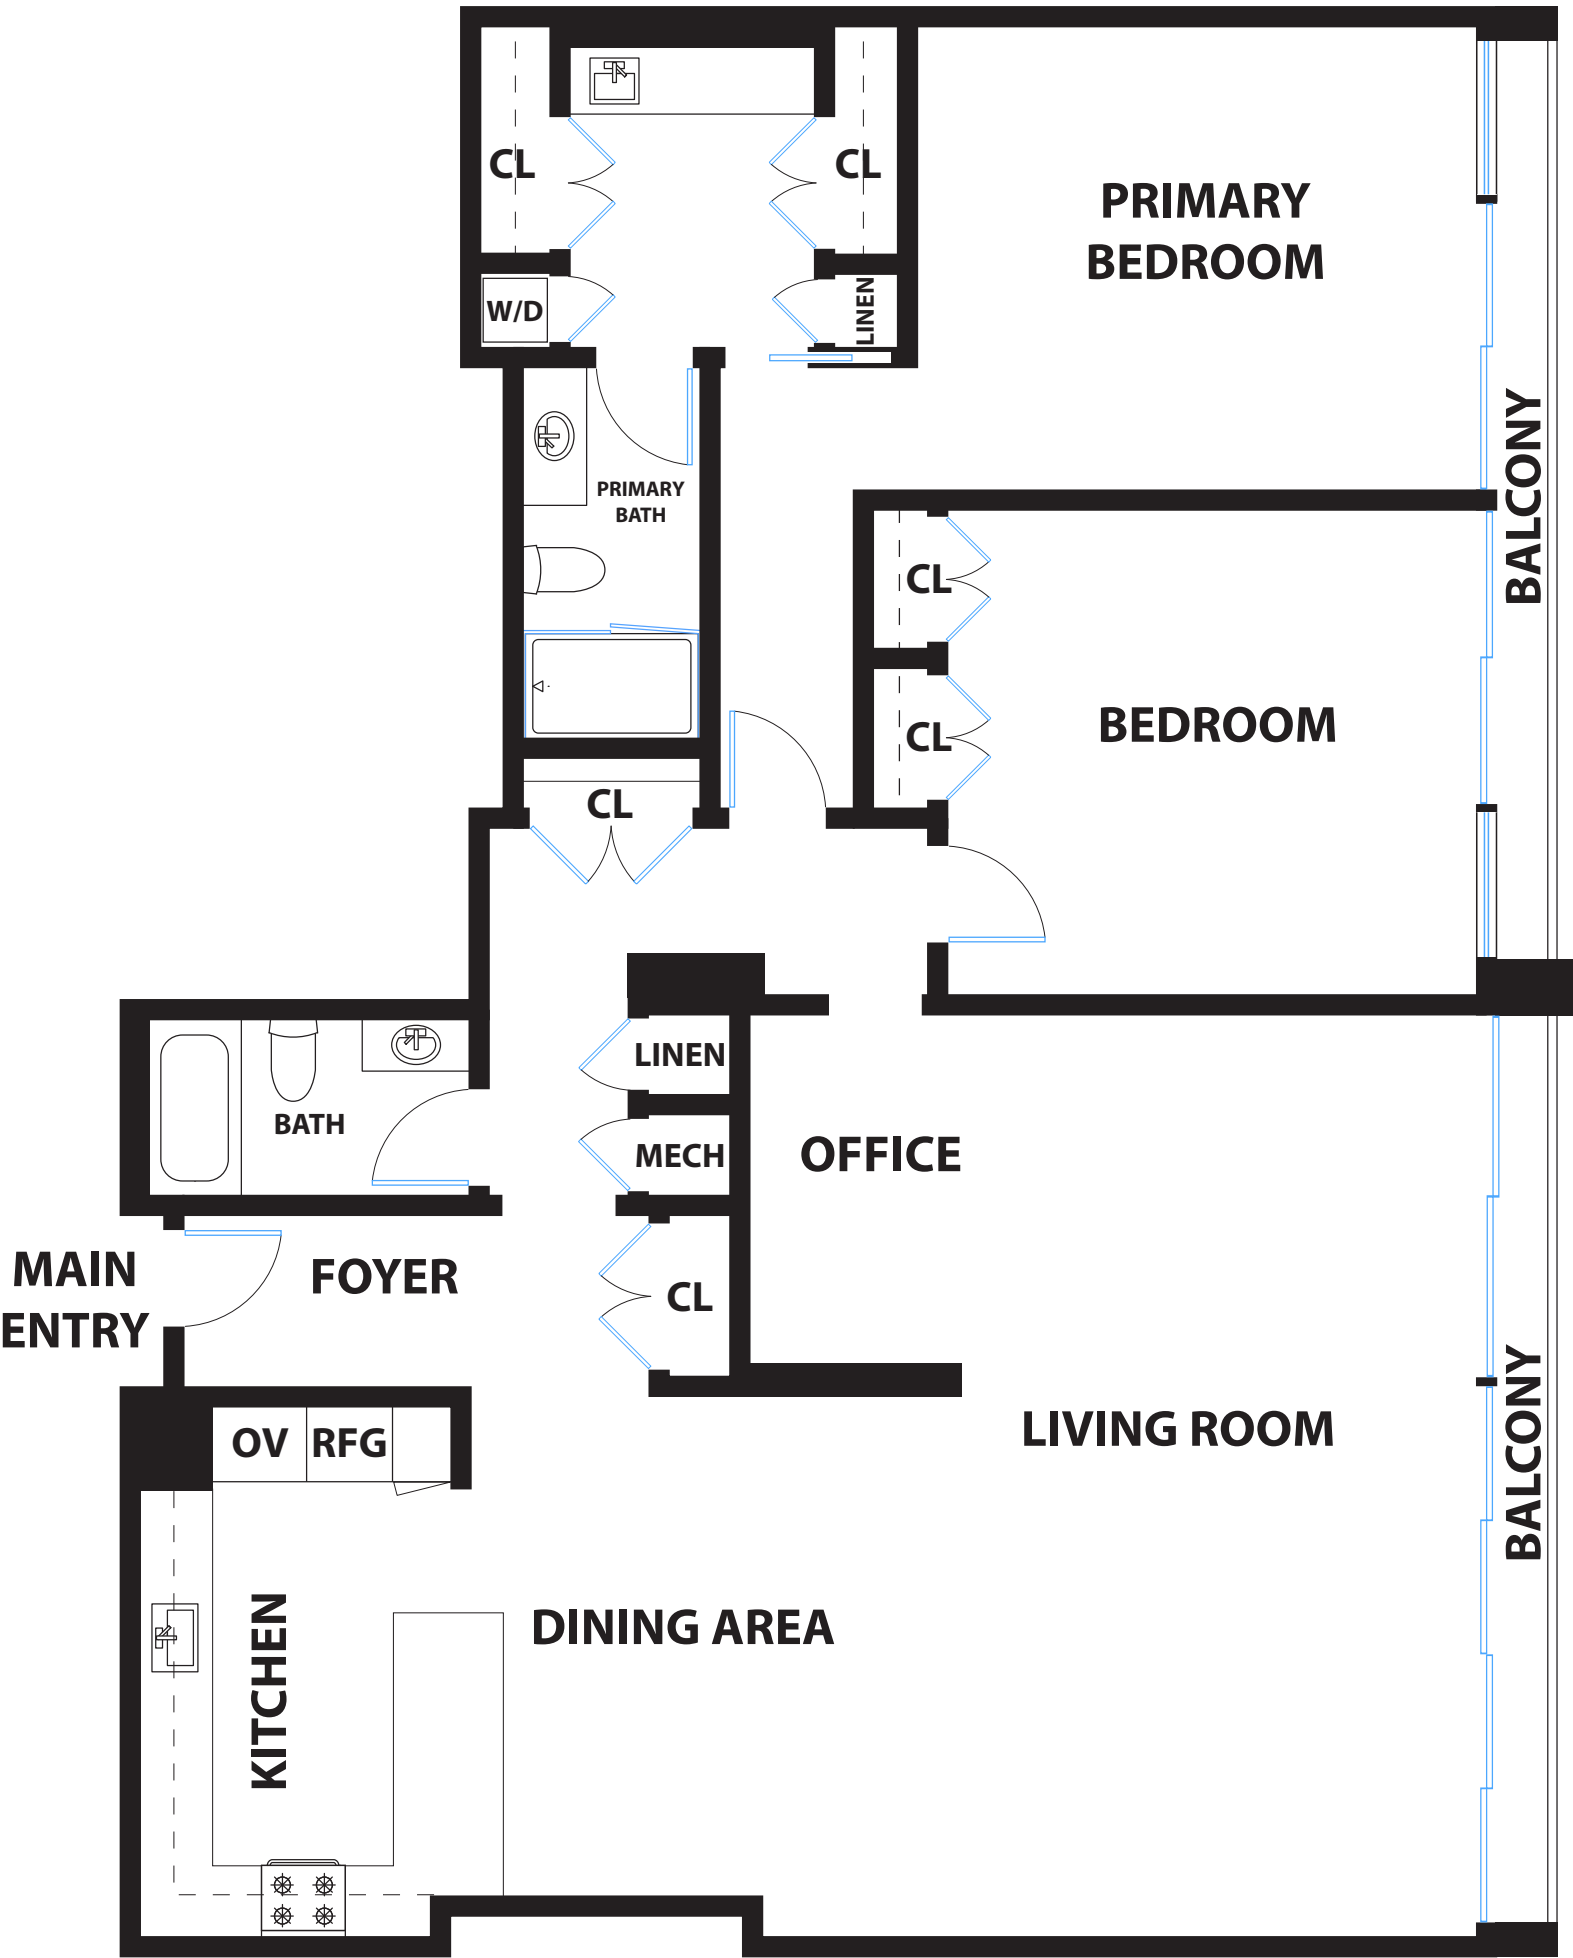 CL
CL
PRIMARY
BEDROOM
W/D
LINEN
PRIMARY
BATH
BALCONY
CL
CL
BEDROOM
CL
LINEN
BATH
MECH
OFFICE
MAIN
ENTRY
FOYER
CL
LIVING ROOM
BALCONY
OV
RFG
KITCHEN
DINING AREA